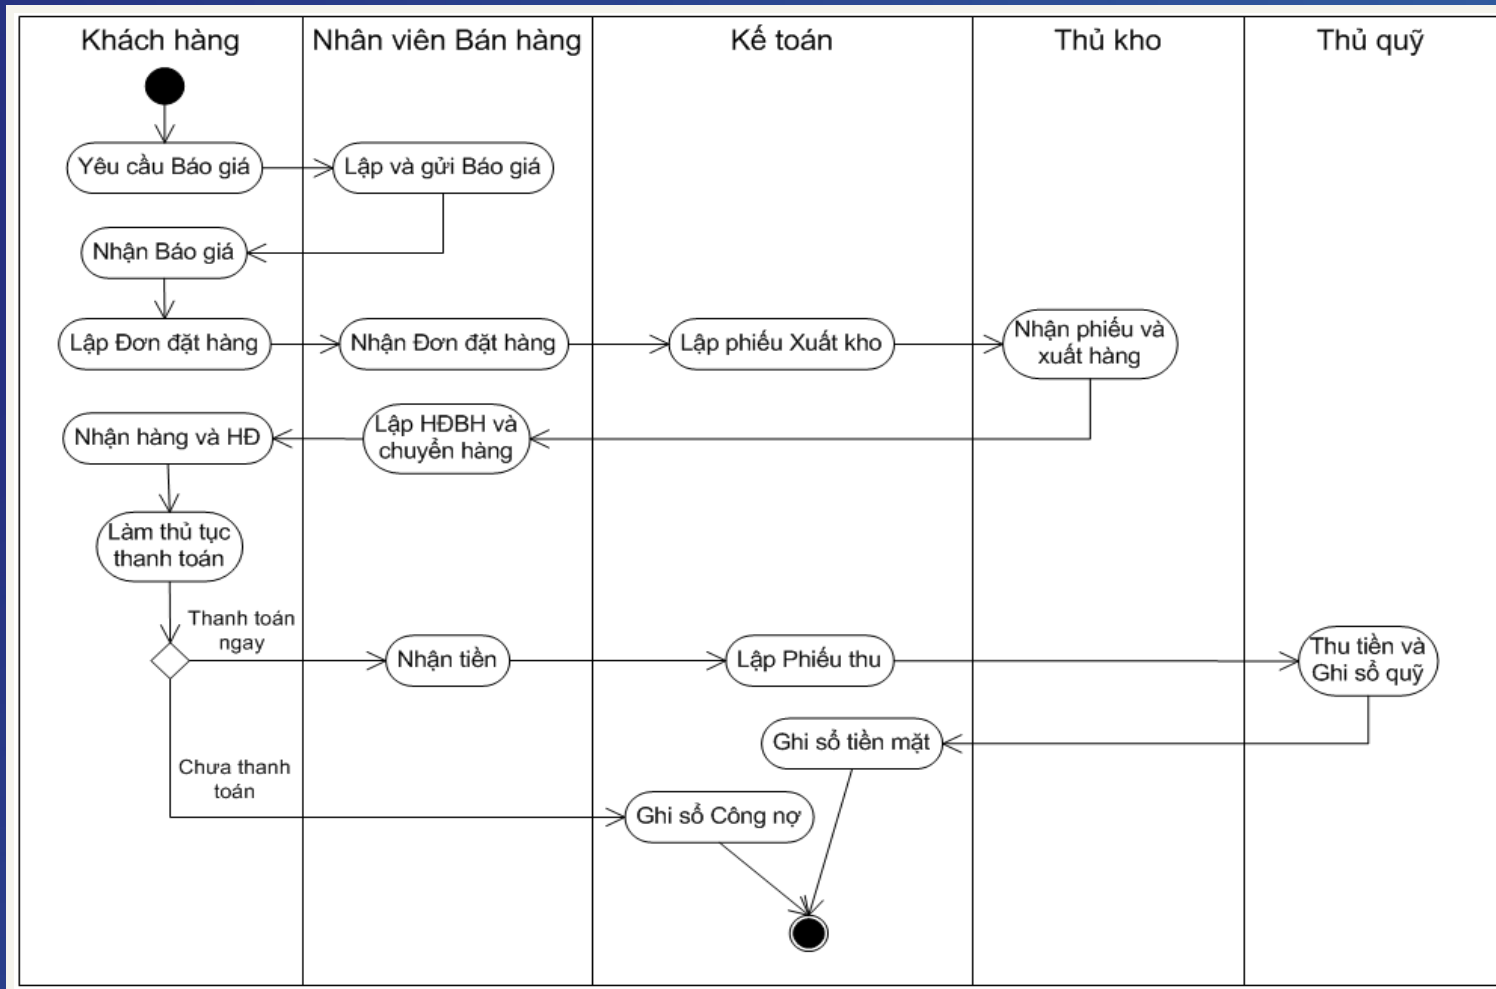 Khách hàng
Nhân viên Bán hàng
Kế toán
Thủ kho
Thủ quỹ
Yêu cầu Báo giá
Lập và gửi Báo giá
Nhận Báo giá
Lập Đơn đặt hàng
Nhận Đơn đặt hàng
Lập phiếu Xuất kho
Nhận phiếu và
xuất hàng
Nhận hàng và HĐ
Lập HĐBH và
chuyển hàng
Làm thủ tục
thanh toán
Thanh toán
ngay
Nhận tiền
Lập Phiếu thu
Thu tiền và
Ghi sổ quỹ
Ghi sổ tiền mặt
Chưa thanh
toán
Ghi sổ Công nợ